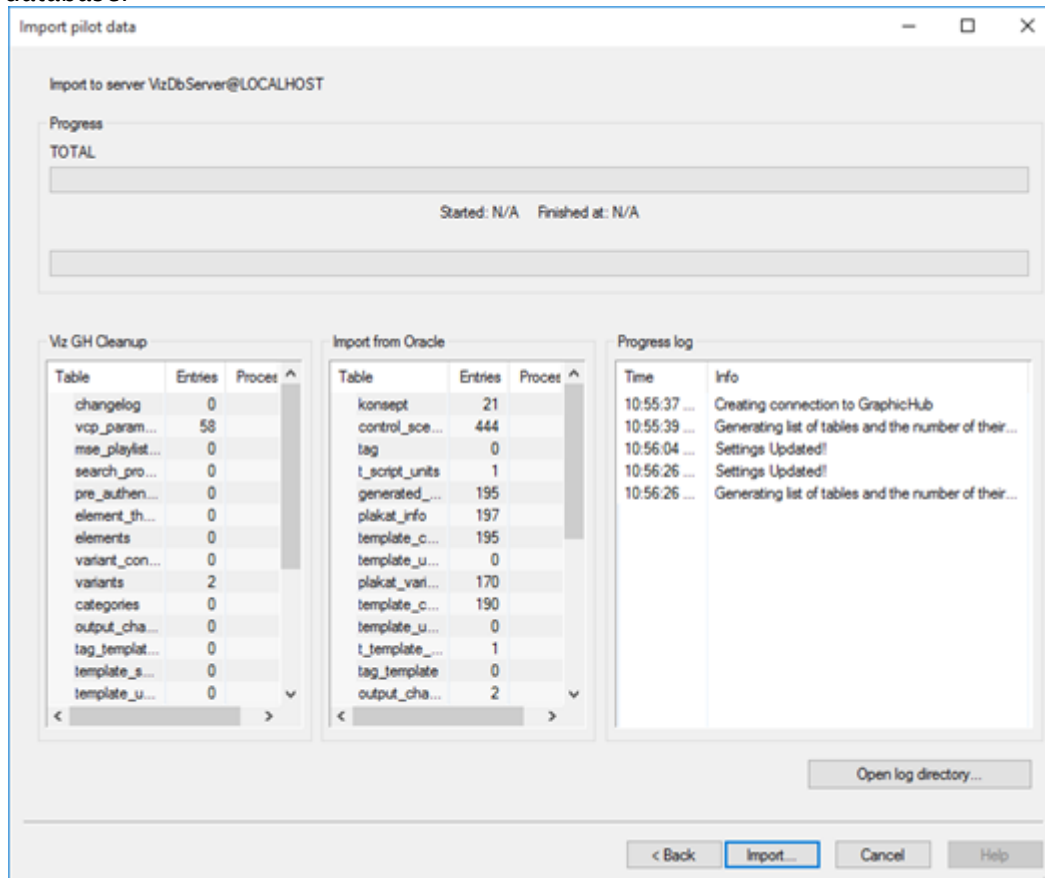 database.
Import pilot data
Import to server VizDbServer@LOCALHOST
Progress
TOTAL
Started: N/A Finished at: N/A
Viz GH Cleanup
Table Entries Proces
changelog 0
vcp_param... 58
mse_playlist... 0
search_pro... 0
pre_authen... 0
element_th... 0
elements 0
variant_con... 0
variants 2
categories 0
output_cha... 0
tag_templat... 0
template_s... 0
template_u... 0
Import from Oracle
Table Entries Proces
konsept 21
control_sce... 444
tag 0
t_script_units 1
generated_... 195
plakat_info 197
template_c... 195
template_u... 0
plakat_vari... 170
template_c... 190
template_u... 0
t_template_... 1
tag_template 0
output_cha... 2
Progress log
Time Info
10:55:37 ... Creating connection to GraphicHub
10:55:39 ... Generating list of tables and the number of their...
10:56:04 ... Settings Updated!
10:56:26 ... Settings Updated!
10:56:26 ... Generating list of tables and the number of their...
Open log directory...
< Back Import... Cancel Help